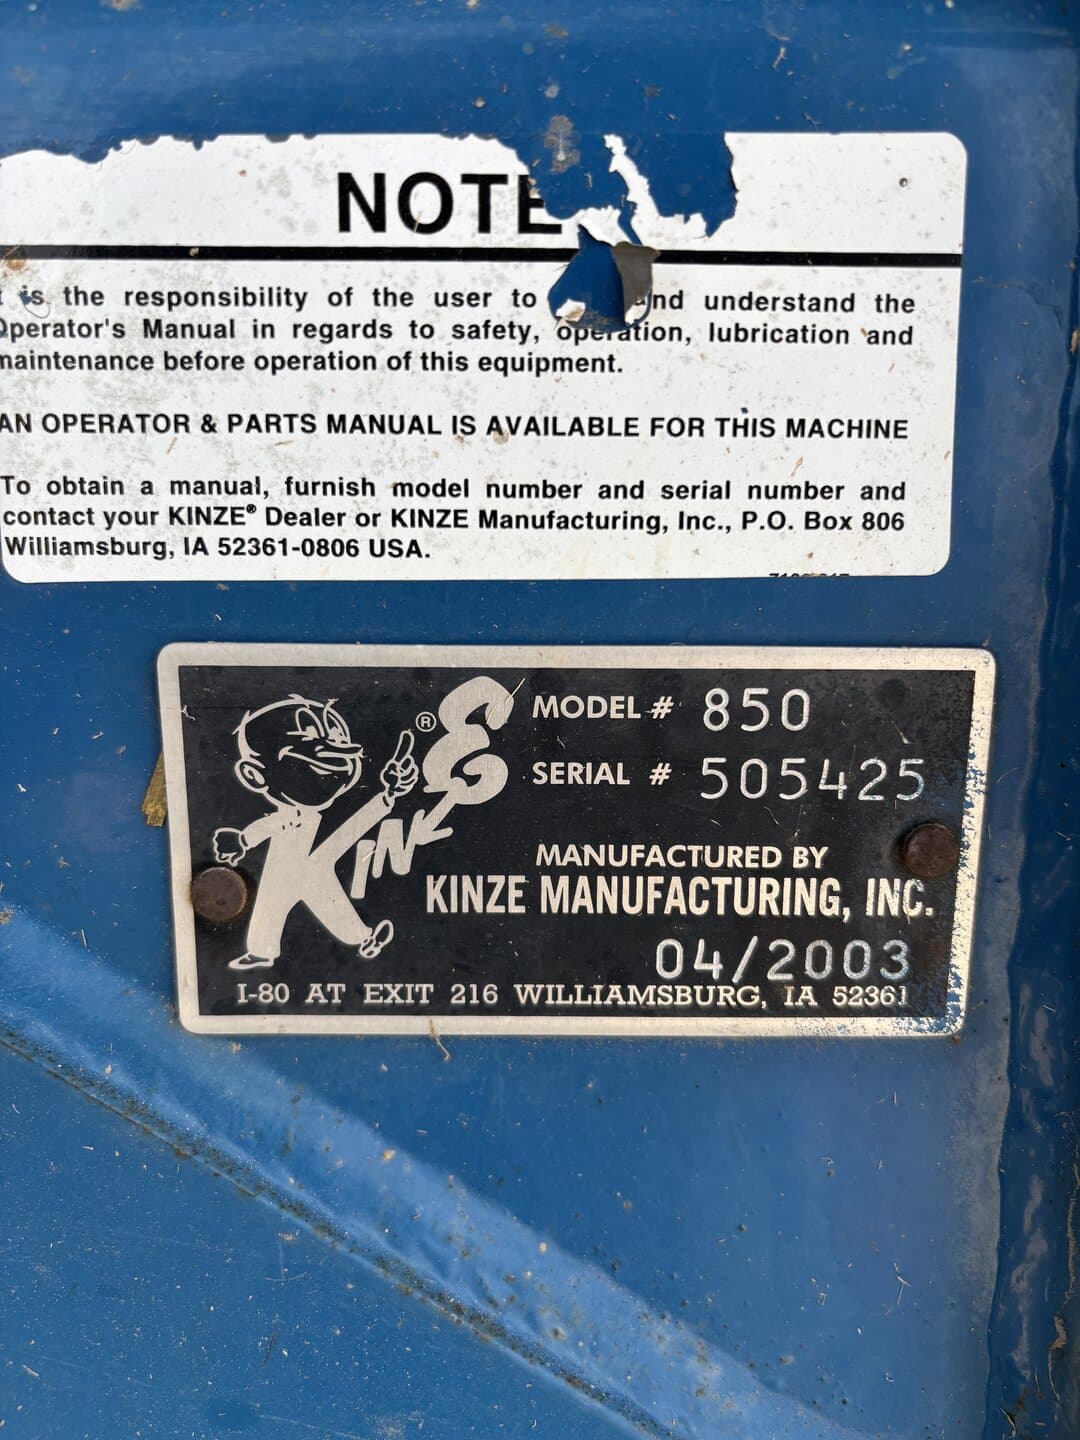 NOTE
is the responsibility of the user to understand the
Operator's Manual in regards to safety, operation, lubrication and
maintenance before operation of this equipment.
AN OPERATOR & PARTS MANUAL IS AVAILABLE FOR THIS MACHINE
To obtain a manual, furnish model number and serial number and
contact your KINZE® Dealer or KINZE Manufacturing, Inc., P.O. Box 806
Williamsburg, IA 52361-0806 USA.
KINZE ®
MODEL # 850
SERIAL # 505425
MANUFACTURED BY
KINZE MANUFACTURING, INC.
04/2003
I-80 AT EXIT 216 WILLIAMSBURG, IA 52361